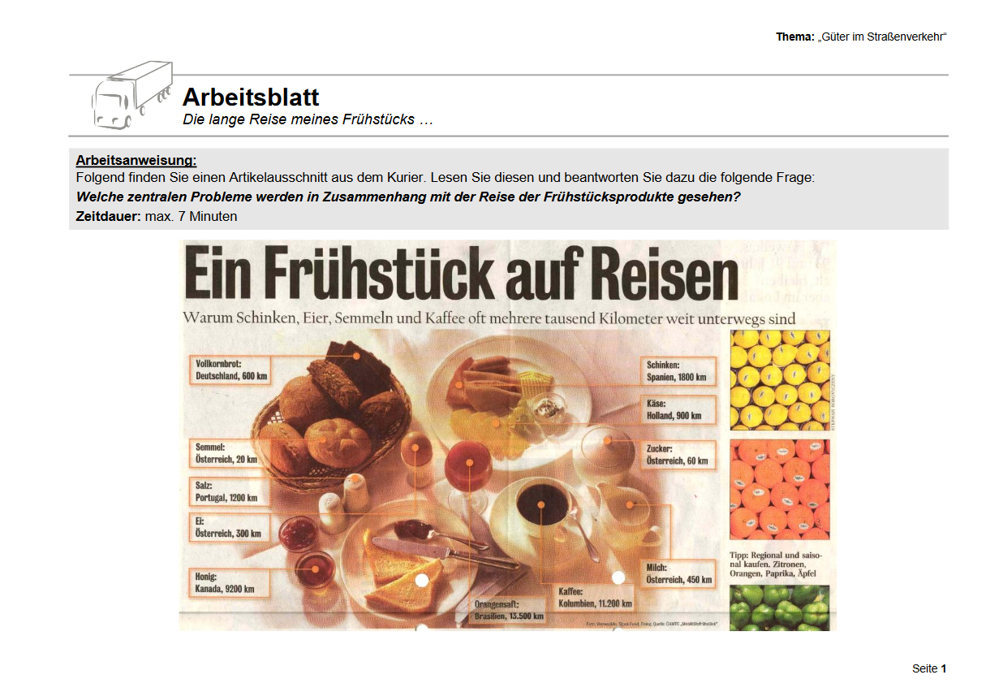 Thema: „Güter im Straßenverkehr“
Arbeitsblatt
Die lange Reise meines Frühstücks …
Arbeitsanweisung:
Folgend finden Sie einen Artikelausschnitt aus dem Kurier. Lesen Sie diesen und beantworten Sie dazu die folgende Frage:
Welche zentralen Probleme werden in Zusammenhang mit der Reise der Frühstücksprodukte gesehen?
Zeitdauer: max. 7 Minuten
Ein Frühstück auf Reisen
Warum Schinken, Eier, Semmeln und Kaffee oft mehrere tausend Kilometer weit unterwegs sind
Vollkornbrot:
Deutschland, 600 km
Semmel:
Österreich, 20 km
Salz:
Portugal, 1200 km
Ei:
Österreich, 300 km
Honig:
Kanada, 9200 km
Orangensaft:
Brasilien, 13.500 km
Kaffee:
Kolumbien, 11.200 km
Schinken:
Spanien, 1800 km
Käse:
Holland, 900 km
Zucker:
Österreich, 60 km
Milch:
Österreich, 450 km
Tipp: Regional und saiso-
nal kaufen. Zitronen,
Orangen, Paprika, Äpfel
Seite 1